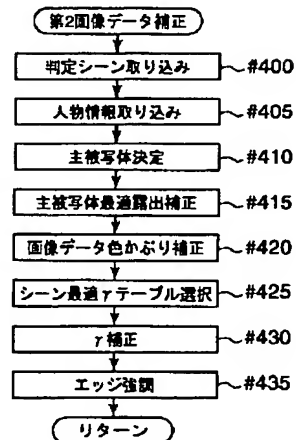 第2画像データ補正
判定シーン取り込み ~#400
人物情報取り込み ~#405
主被写体決定 ~#410
主被写体最適露出補正 ~#415
画像データ色かぶり補正 ~#420
シーン最適γテーブル選択 ~#425
γ補正 ~#430
エッジ強調 ~#435
リターン